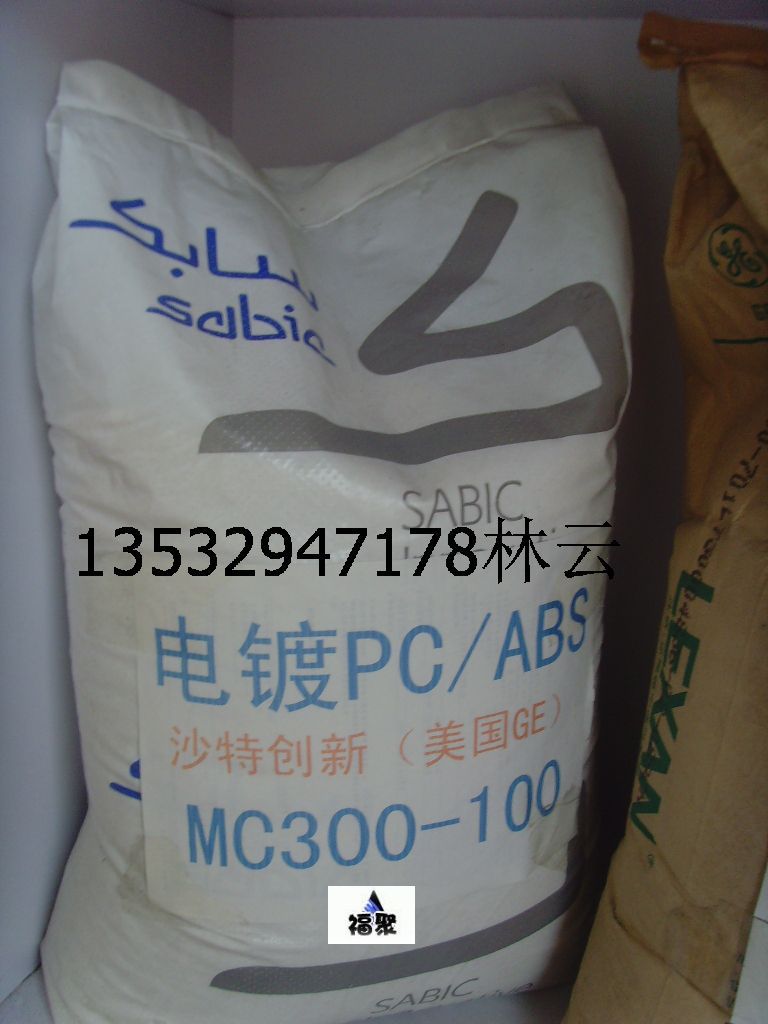 سابك
sabic
SABIC
13532947178林云
电镀PC/ABS
沙特创新（美国GE）
MC300-100
福聚
SABIC
GE
LEXAN